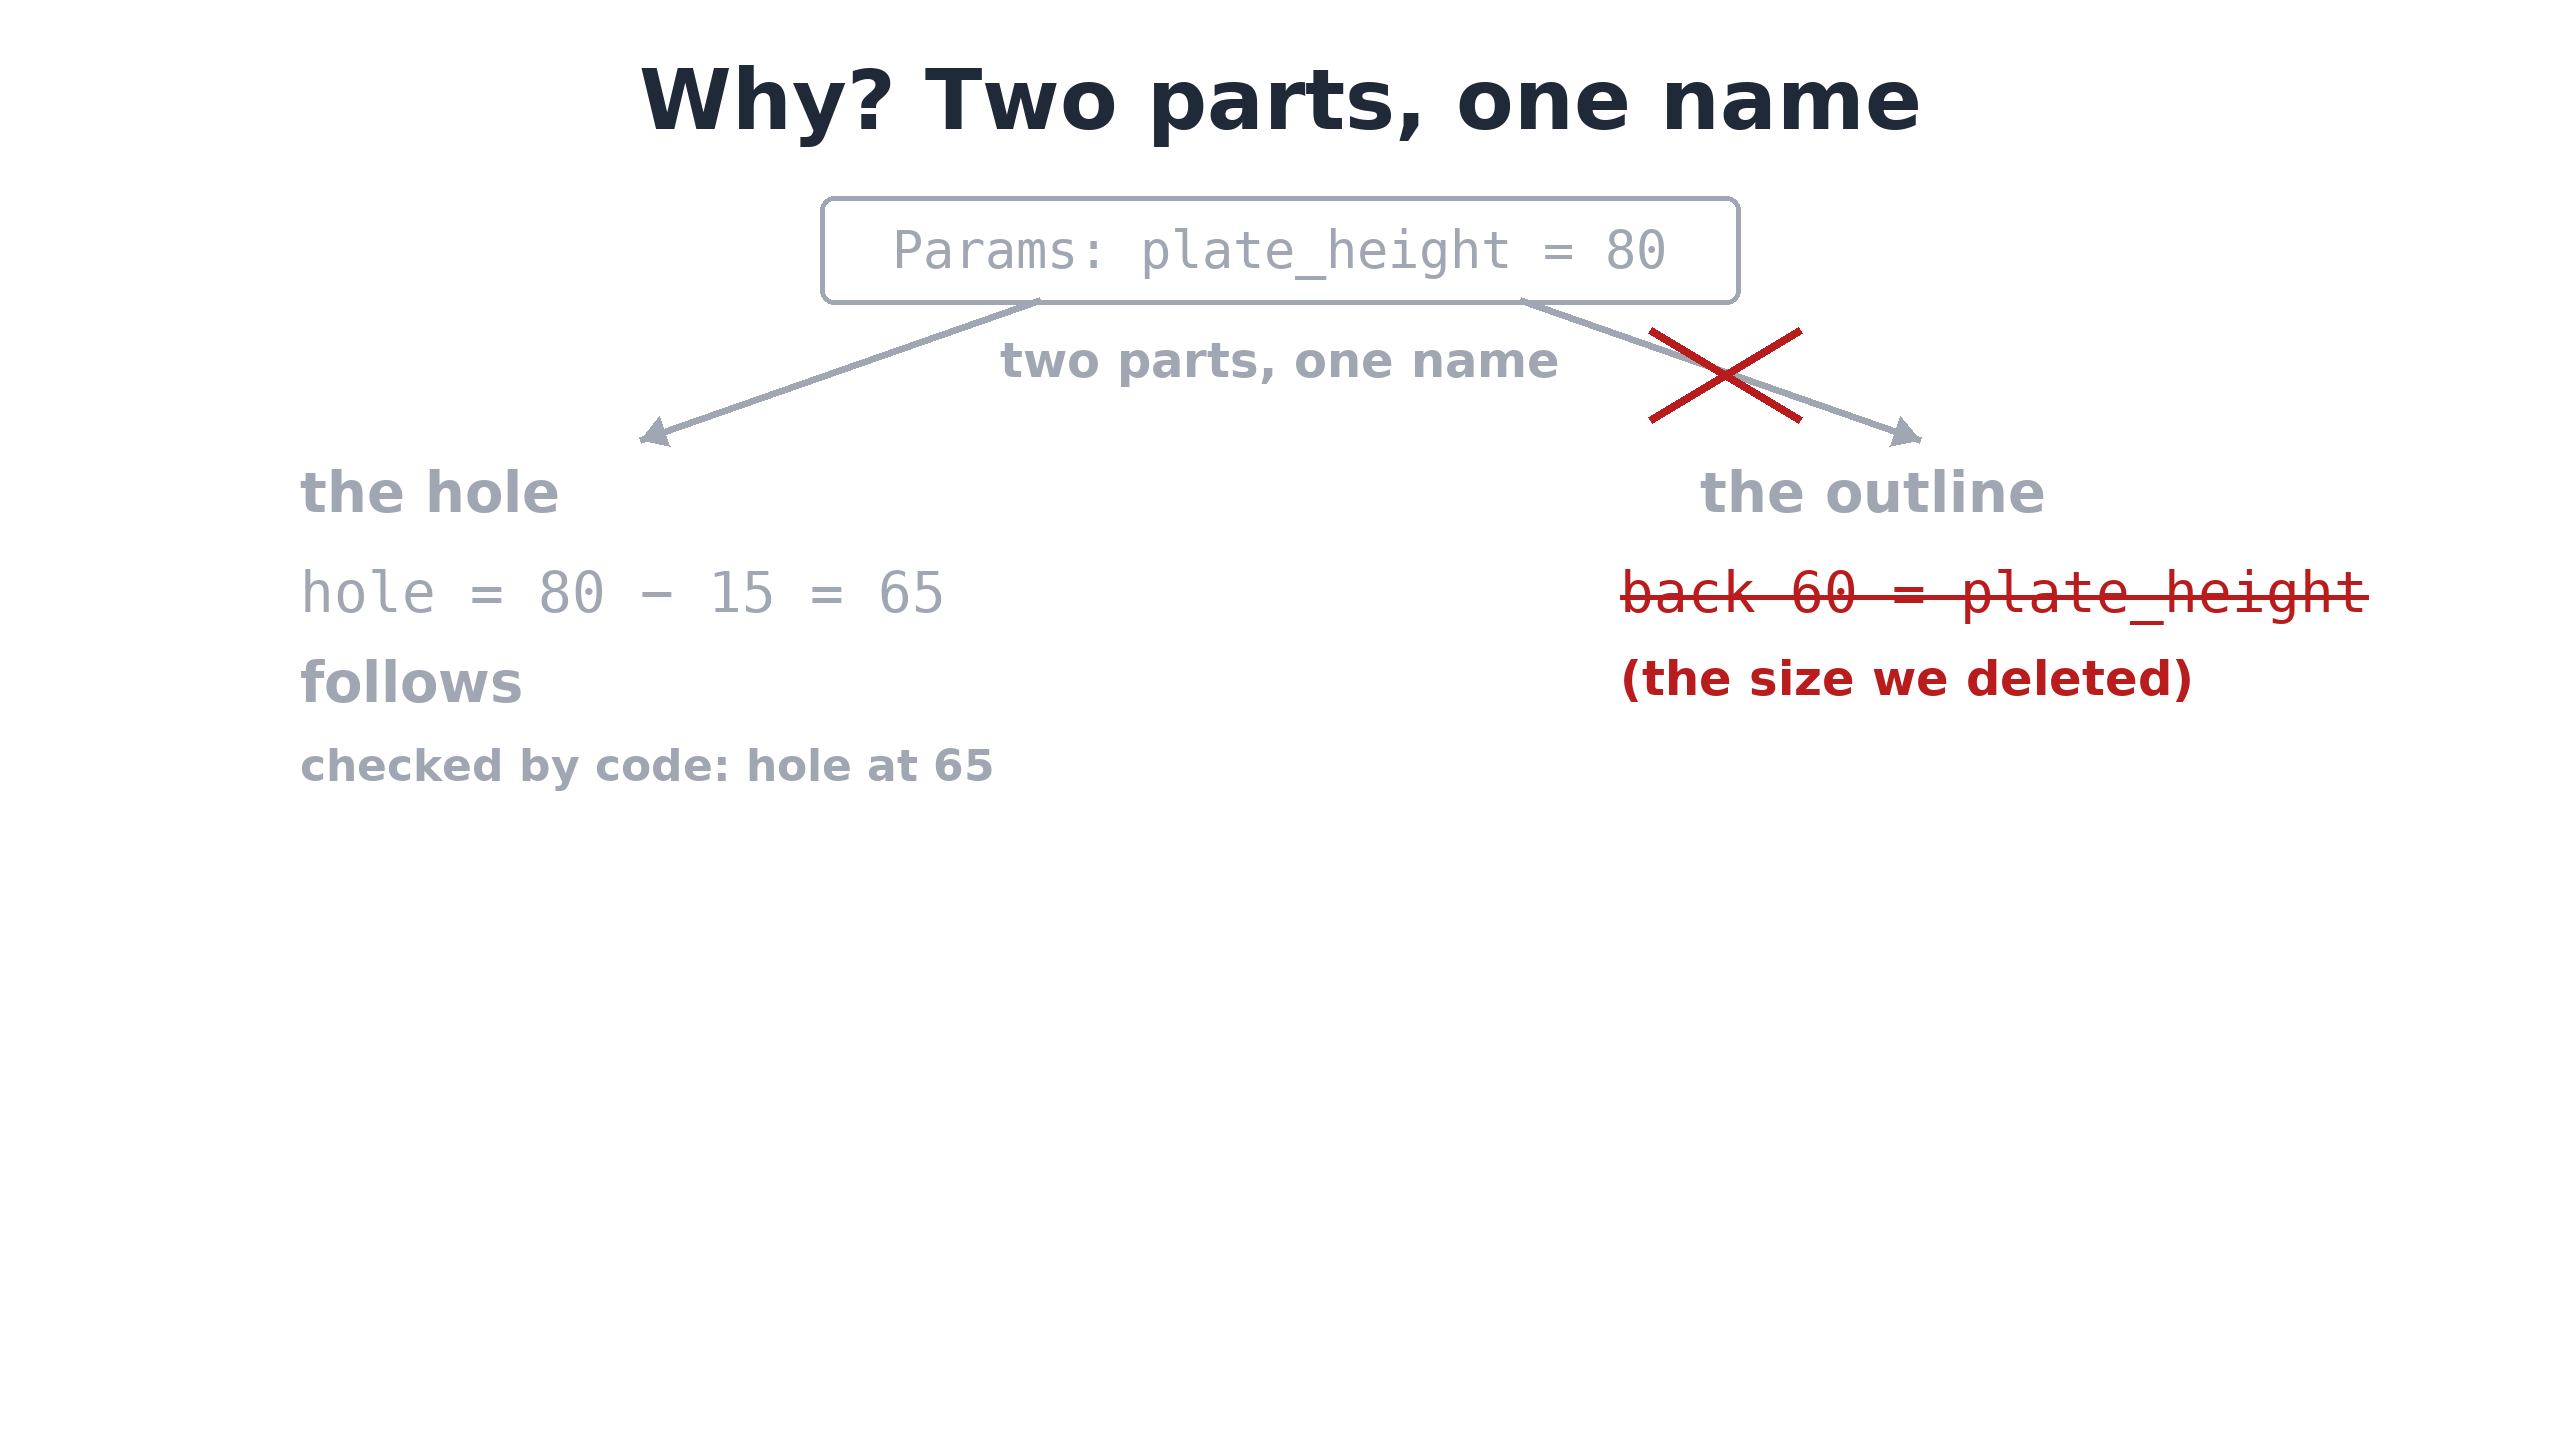 Why? Two parts, one name
Params: plate_height = 80
two parts, one name
the hole
hole = 80 − 15 = 65
follows
checked by code: hole at 65
the outline
back 60 = plate_height
(the size we deleted)